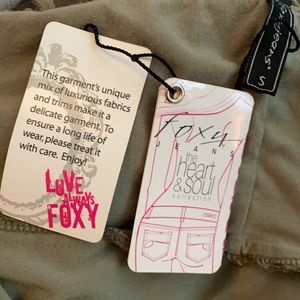 This garment's unique
mix of luxurious fabrics
and trims make it a
delicate garment. To
ensure a long life of
wear, please treat it
with care. Enjoy!
LOVE
always
FOXY
foxy
JEANS
the
heart
&soul
collection
S